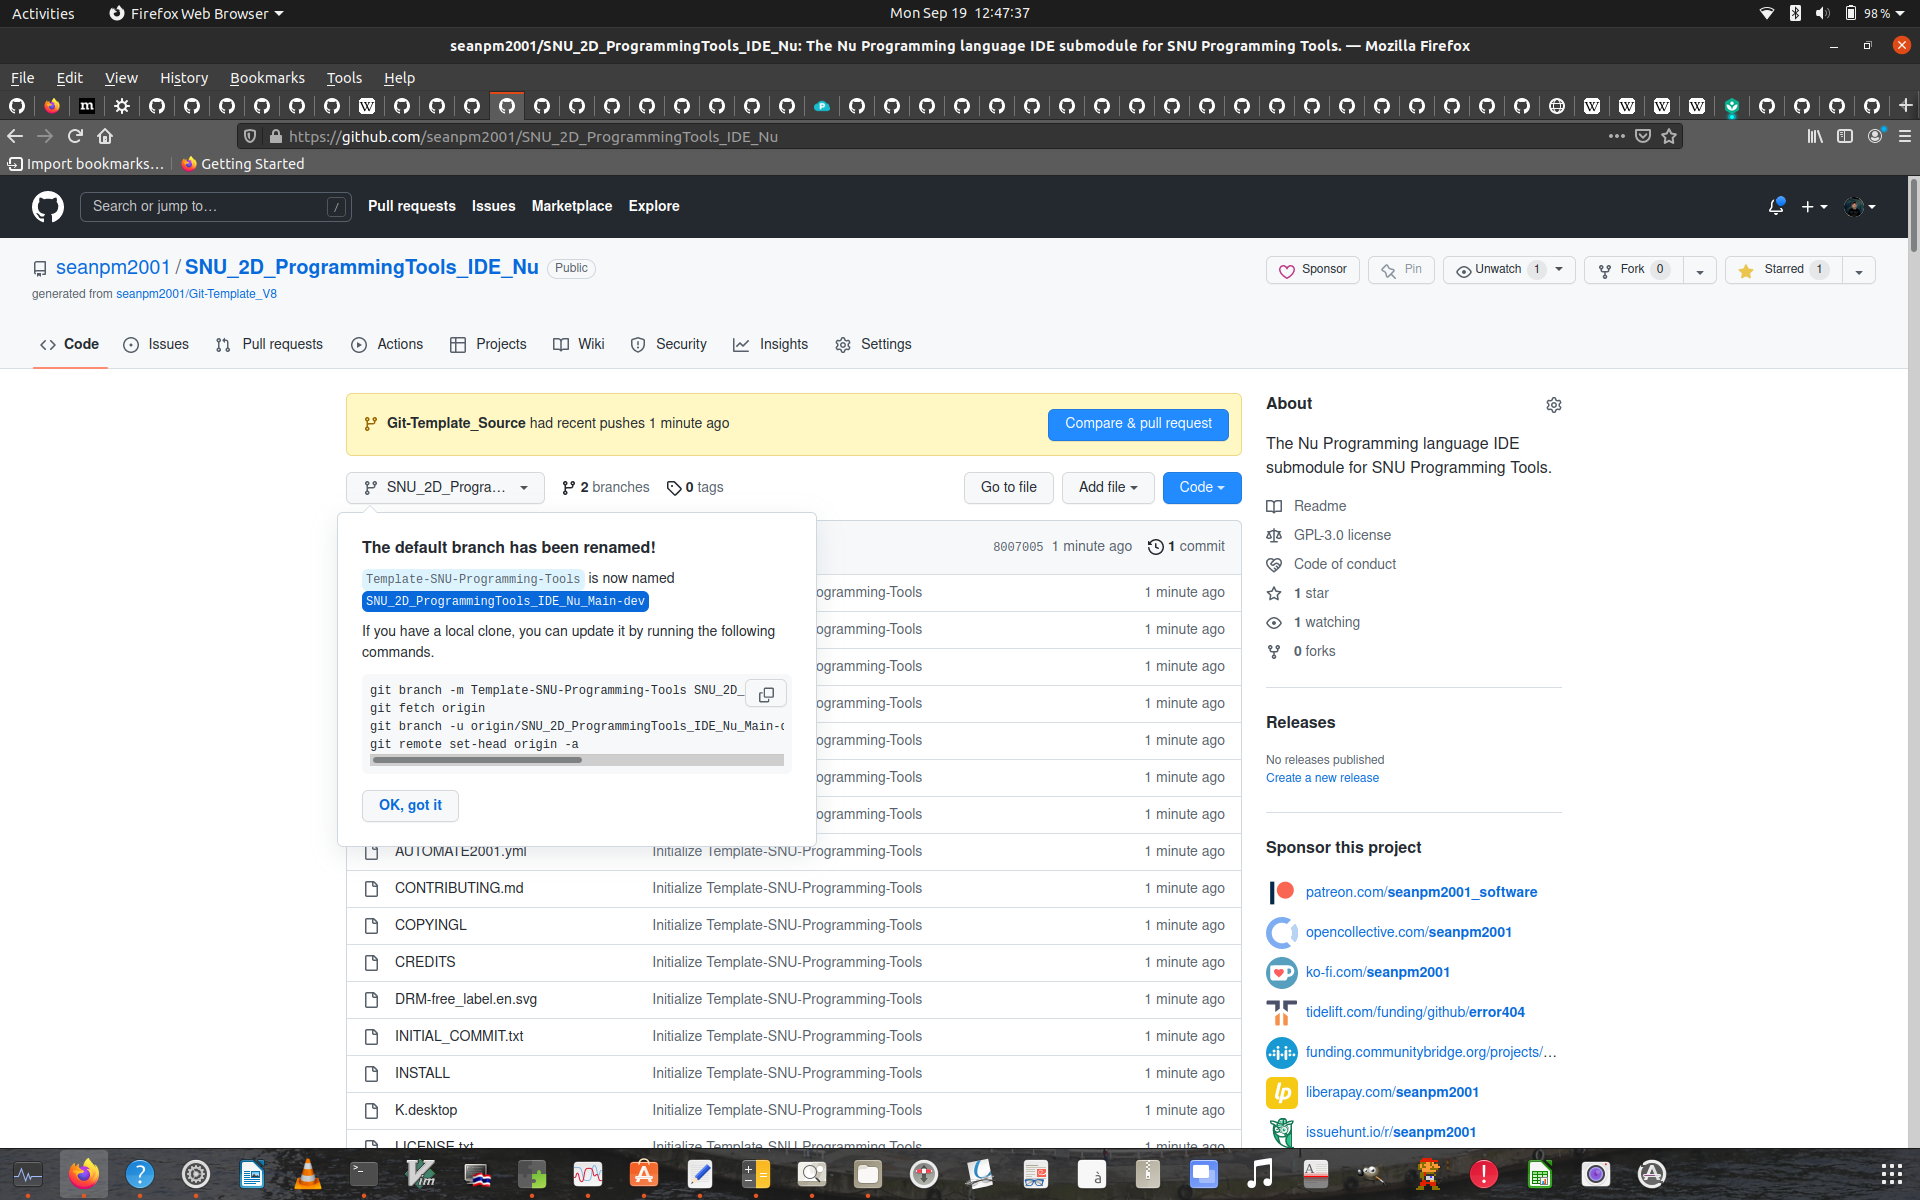 Activities
Firefox Web Browser
Mon Sep 19 12:47:37
98 %
seanpm2001/SNU_2D_ProgrammingTools_IDE_Nu: The Nu Programming language IDE submodule for SNU Programming Tools. — Mozilla Firefox
File Edit View History Bookmarks Tools Help
https://github.com/seanpm2001/SNU_2D_ProgrammingTools_IDE_Nu
Import bookmarks…
Getting Started
Search or jump to…
/
Pull requests
Issues
Marketplace
Explore
seanpm2001 / SNU_2D_ProgrammingTools_IDE_Nu
Public
generated from seanpm2001/Git-Template_V8
Sponsor
Pin
Unwatch 1
Fork 0
Starred 1
Code
Issues
Pull requests
Actions
Projects
Wiki
Security
Insights
Settings
Git-Template_Source had recent pushes 1 minute ago
Compare & pull request
SNU_2D_Progra…
2 branches
0 tags
Go to file
Add file
Code
The default branch has been renamed!
Template-SNU-Programming-Tools is now named
SNU_2D_ProgrammingTools_IDE_Nu_Main-dev
If you have a local clone, you can update it by running the following
commands.
git branch -m Template-SNU-Programming-Tools SNU_2D_
git fetch origin
git branch -u origin/SNU_2D_ProgrammingTools_IDE_Nu_Main-d
git remote set-head origin -a
OK, got it
8007005 1 minute ago
1 commit
ogramming-Tools 1 minute ago
ogramming-Tools 1 minute ago
ogramming-Tools 1 minute ago
ogramming-Tools 1 minute ago
ogramming-Tools 1 minute ago
ogramming-Tools 1 minute ago
ogramming-Tools 1 minute ago
AUTOMATE2001.yml Initialize Template-SNU-Programming-Tools 1 minute ago
CONTRIBUTING.md Initialize Template-SNU-Programming-Tools 1 minute ago
COPYINGL Initialize Template-SNU-Programming-Tools 1 minute ago
CREDITS Initialize Template-SNU-Programming-Tools 1 minute ago
DRM-free_label.en.svg Initialize Template-SNU-Programming-Tools 1 minute ago
INITIAL_COMMIT.txt Initialize Template-SNU-Programming-Tools 1 minute ago
INSTALL Initialize Template-SNU-Programming-Tools 1 minute ago
K.desktop Initialize Template-SNU-Programming-Tools 1 minute ago
LICENSE.txt Initialize Template-SNU-Programming-Tools 1 minute ago
About
The Nu Programming language IDE
submodule for SNU Programming Tools.
Readme
GPL-3.0 license
Code of conduct
1 star
1 watching
0 forks
Releases
No releases published
Create a new release
Sponsor this project
patreon.com/seanpm2001_software
opencollective.com/seanpm2001
ko-fi.com/seanpm2001
tidelift.com/funding/github/error404
funding.communitybridge.org/projects/…
lp
liberapay.com/seanpm2001
issuehunt.io/r/seanpm2001